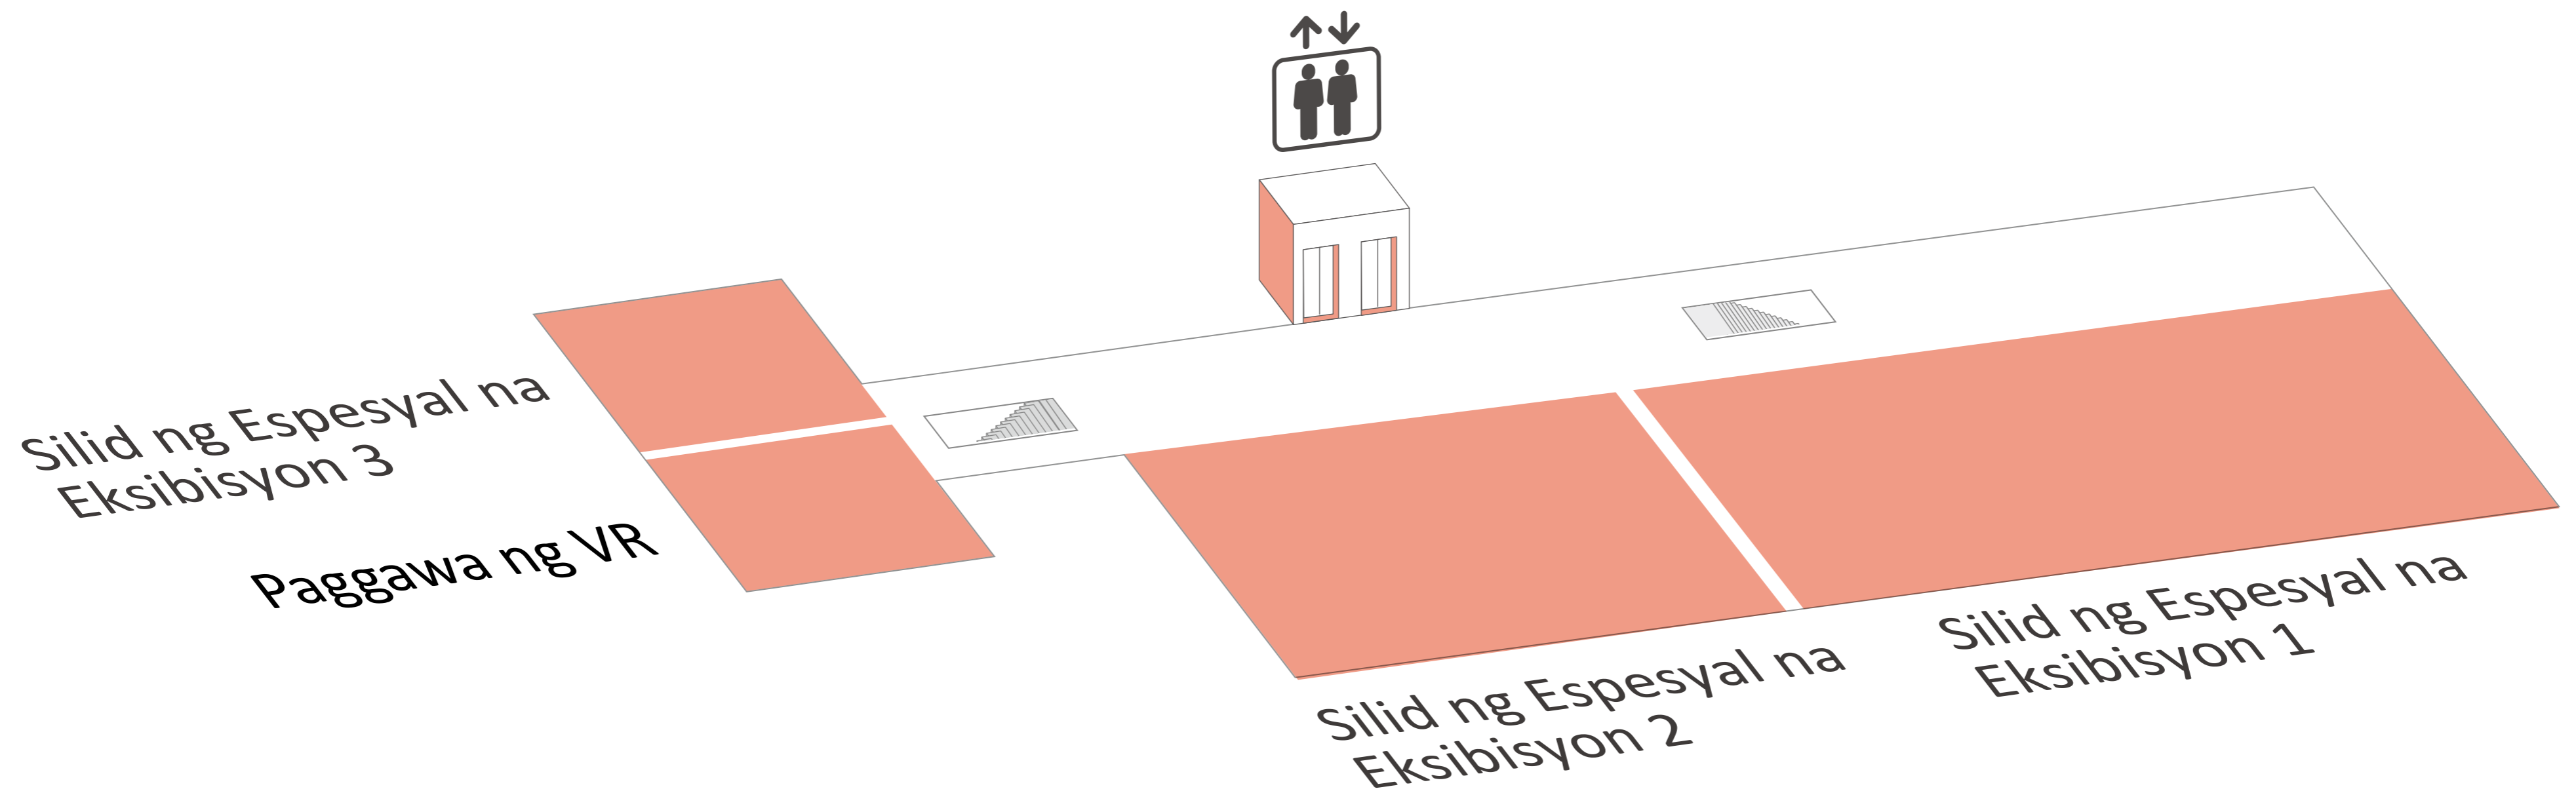 Silid ng Espesyal na
Eksibisyon 3
Paggawa ng VR
Silid ng Espesyal na
Eksibisyon 2
Silid ng Espesyal na
Eksibisyon 1